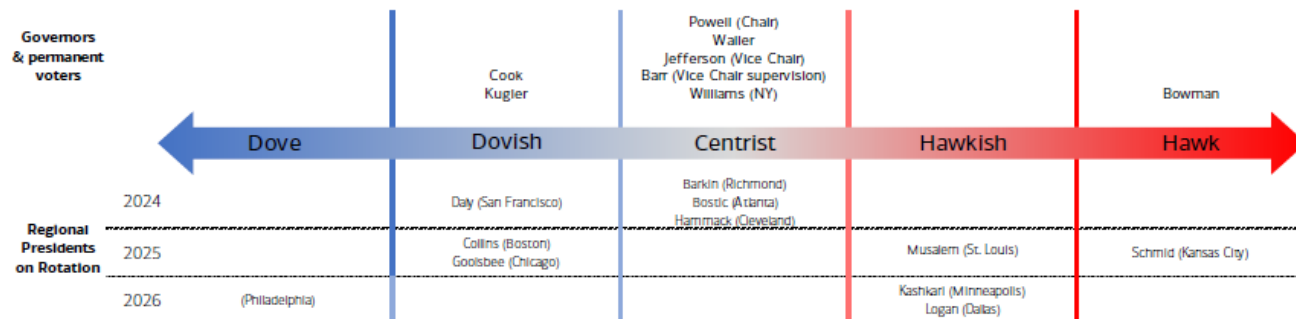 Governors
& permanent
voters
Cook
Kugler
Powell (Chair)
Waller
Jefferson (Vice Chair)
Barr (Vice Chair supervision)
Williams (NY)
Bowman
Dove
Dovish
Centrist
Hawkish
Hawk
Regional
Presidents
on Rotation
2024
Daly (San Francisco)
Barkin (Richmond)
Bostic (Atlanta)
Hammack (Cleveland)
2025
Collins (Boston)
Goolsbee (Chicago)
Musalem (St. Louis)
Schmid (Kansas City)
2026
(Philadelphia)
Kashkari (Minneapolis)
Logan (Dallas)